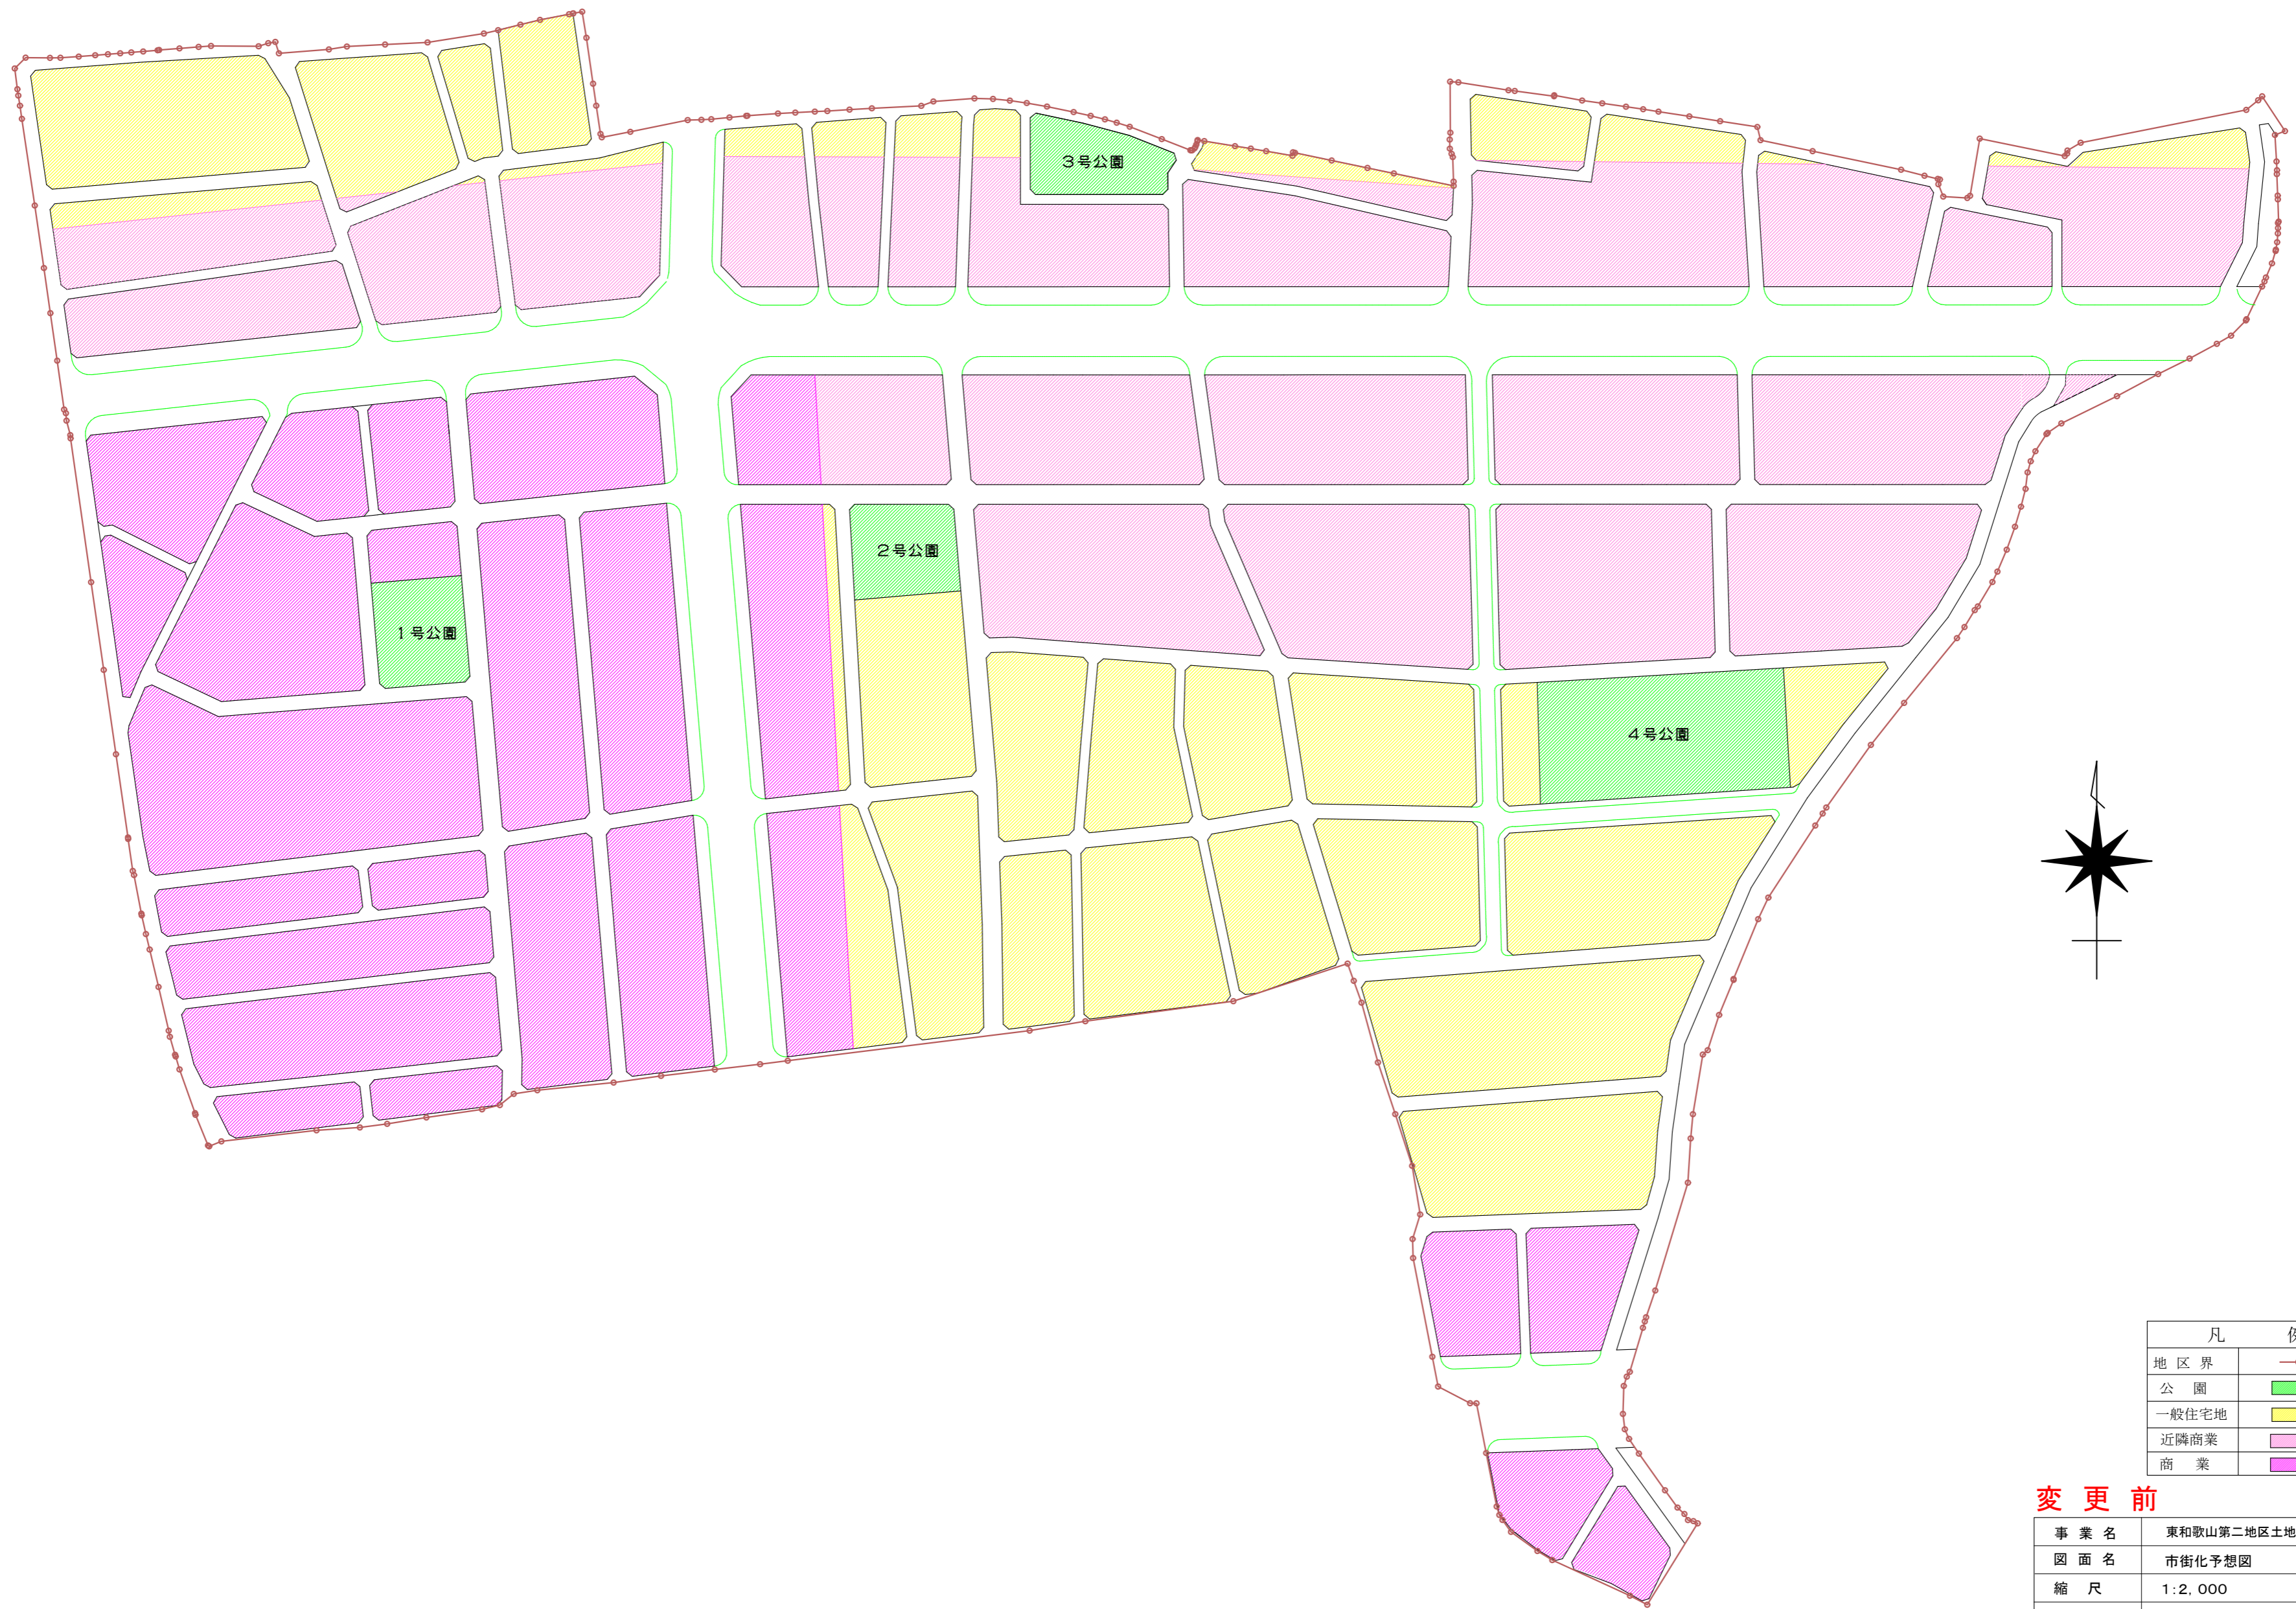 3号公園
2号公園
1号公園
4号公園
凡
地 区 界
公 園
一般住宅地
近隣商業
商 業
変 更 前
事 業 名 東和歌山第二地区土地
図 面 名 市街化予想図
縮 尺 1:2,000